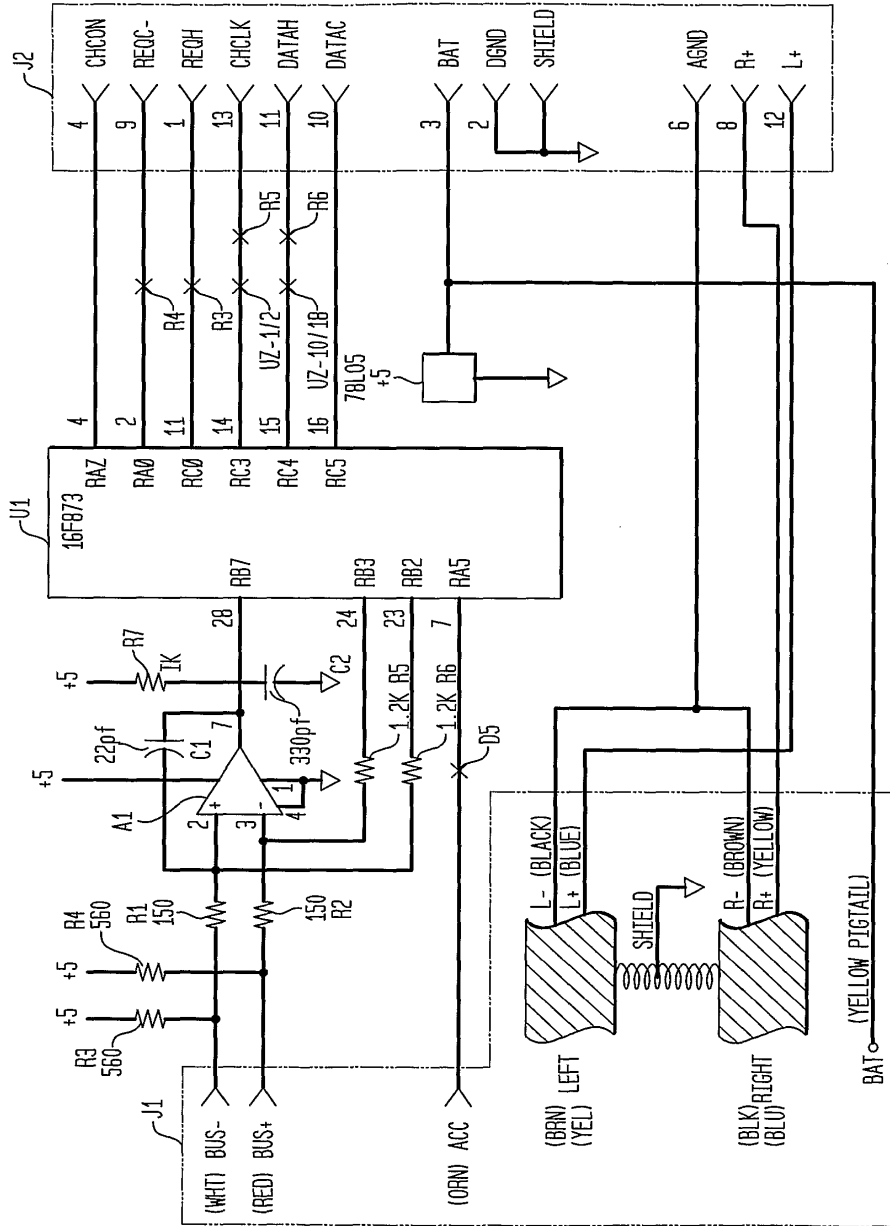 J2
4 CHCON
9 REQC-
1 REQH
13 CHCLK
11 DATAH
10 DATAC
3 BAT
2 DGND
SHIELD
6 AGND
8 R+
12 L+
R5
R6
R4
R3
UZ-1/2
UZ-10/18
78L05
+5
U1
16F873
RAZ 4
RA0 2
RC0 11
RC3 14
RC4 15
RC5 16
RB7 28
RB3 24
RB2 23
RA5 7
+5
R7
1K
C2
330pf
22pf
C1
7
+5
A1
2 +
3 -
4
1
1.2K R5
1.2K R6
D5
R1
150
150
R2
+5
R4
560
+5
R3
560
J1
(WHT) BUS-
(RED) BUS+
(ORN) ACC
L- (BLACK)
L+ (BLUE)
SHIELD
R- (BROWN)
R+ (YELLOW)
(BRN) LEFT
(YEL)
(BLK) RIGHT
(BLU)
(YELLOW PIGTAIL)
BAT